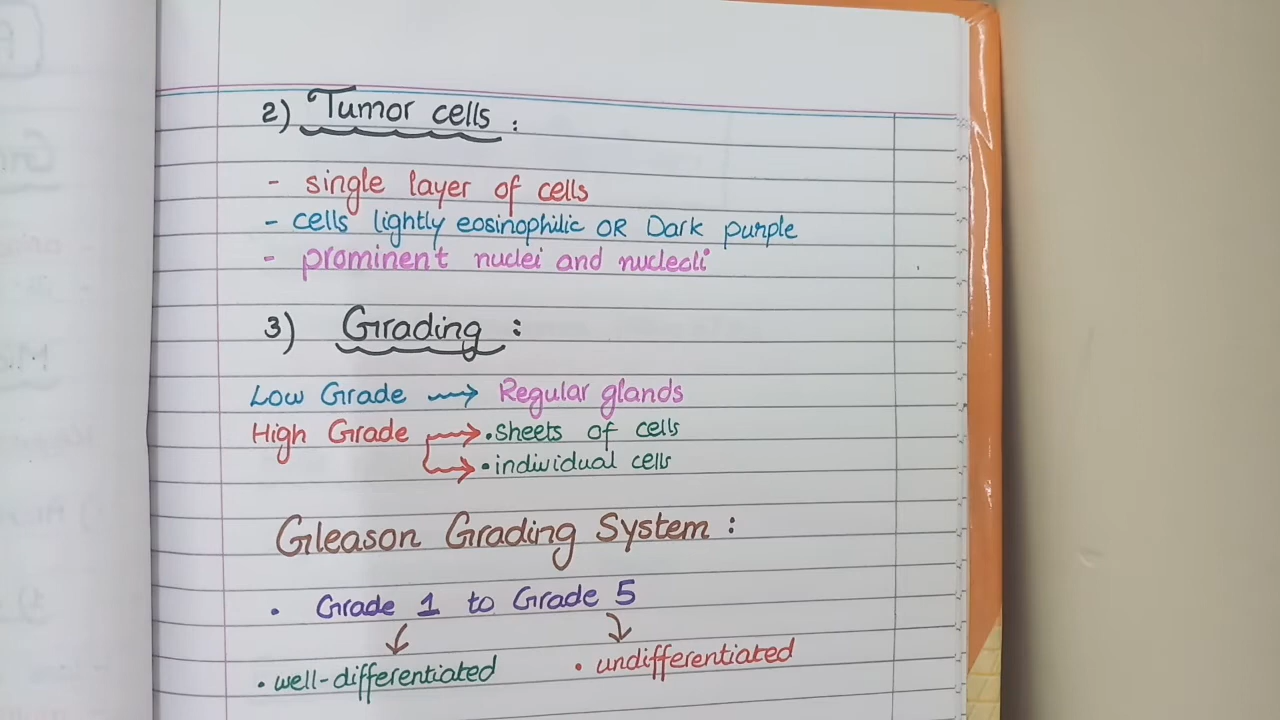 2) Tumor cells :
- single layer of cells
- cells lightly eosinophilic OR Dark purple
- prominent nuclei and nucleoli
3) Grading :
Low Grade → Regular glands
High Grade → • Sheets of cells
→ • individual cells
Gleason Grading System :
• Grade 1 to Grade 5
• well-differentiated • undifferentiated